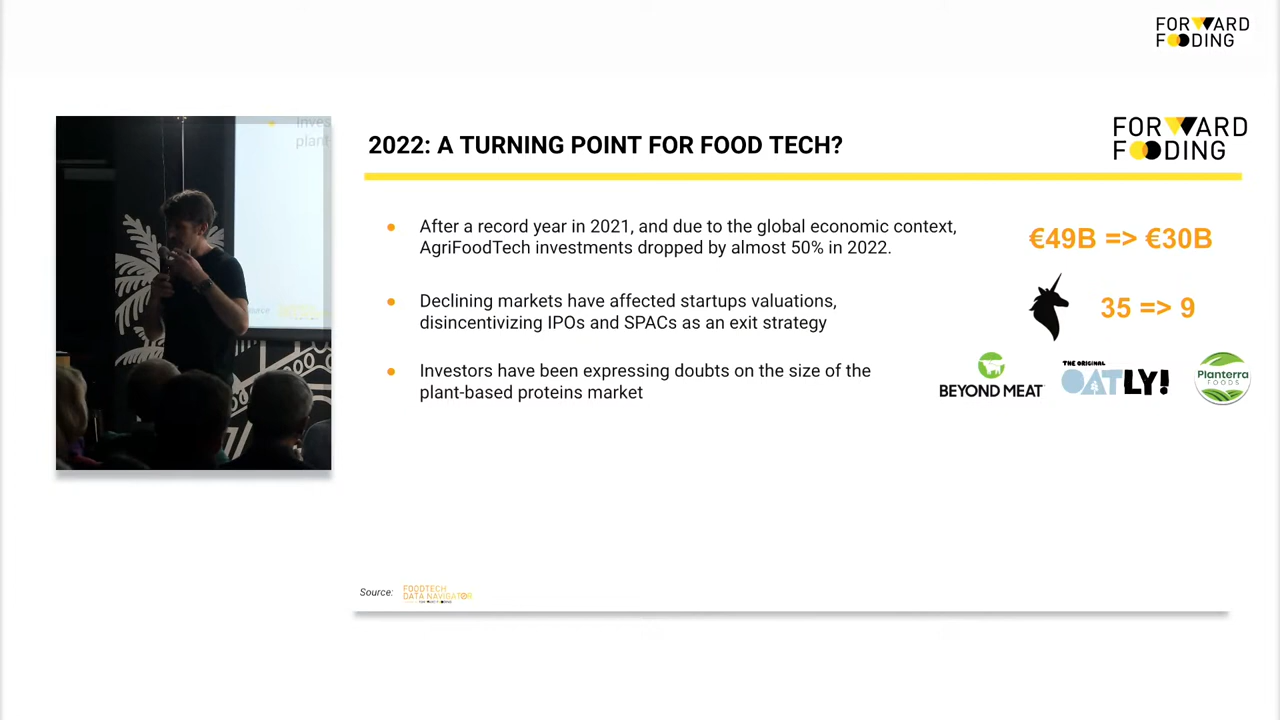 FORWARD
FOODING
inves
plant
2022: A TURNING POINT FOR FOOD TECH?
FORWARD
FOODING
After a record year in 2021, and due to the global economic context,
AgriFoodTech investments dropped by almost 50% in 2022.
€49B => €30B
Declining markets have affected startups valuations,
disincentivizing IPOs and SPACs as an exit strategy
35 => 9
Investors have been expressing doubts on the size of the
plant-based proteins market
BEYOND MEAT
THE ORIGINAL
OATLY!
Planterra
FOODS
Source:
FOODTECH
DATA NAVIGATOR